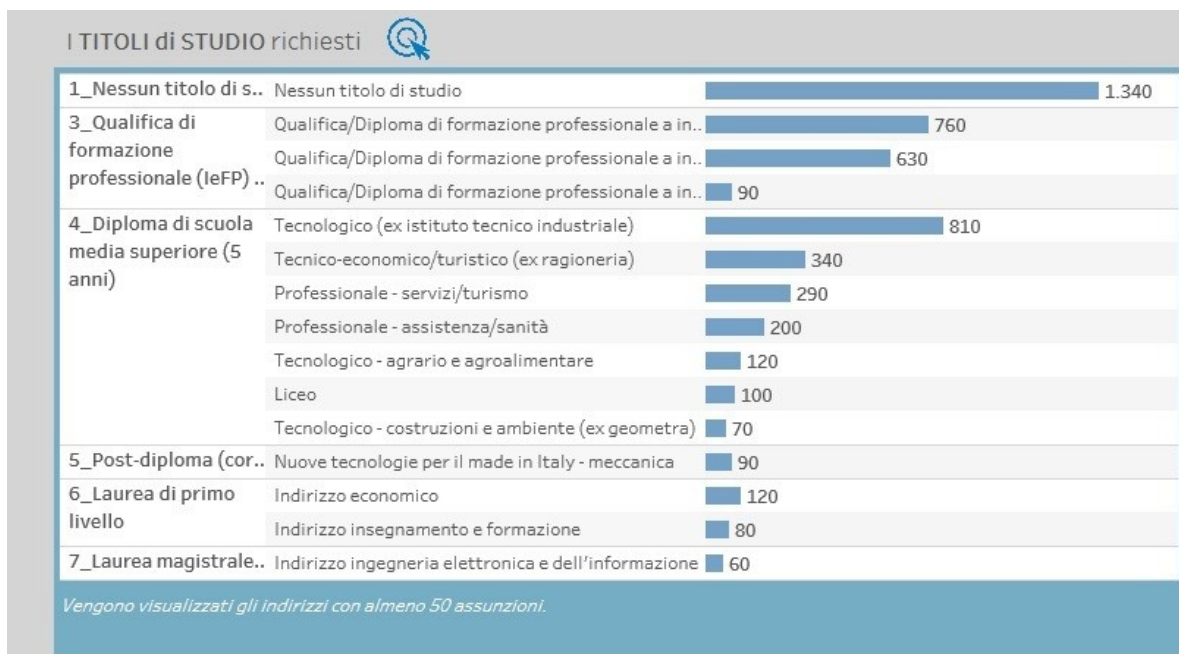 I TITOLI di STUDIO richiesti
1_Nessun titolo di s.. Nessun titolo di studio 1.340
3_Qualifica di formazione professionale (IeFP) .. Qualifica/Diploma di formazione professionale a in.. 760
Qualifica/Diploma di formazione professionale a in.. 630
Qualifica/Diploma di formazione professionale a in.. 90
4_Diploma di scuola media superiore (5 anni) Tecnologico (ex istituto tecnico industriale) 810
Tecnico-economico/turistico (ex ragioneria) 340
Professionale - servizi/turismo 290
Professionale - assistenza/sanità 200
Tecnologico - agrario e agroalimentare 120
Liceo 100
Tecnologico - costruzioni e ambiente (ex geometra) 70
5_Post-diploma (cor.. Nuove tecnologie per il made in Italy - meccanica 90
6_Laurea di primo livello Indirizzo economico 120
Indirizzo insegnamento e formazione 80
7_Laurea magistrale.. Indirizzo ingegneria elettronica e dell'informazione 60
Vengono visualizzati gli indirizzi con almeno 50 assunzioni.